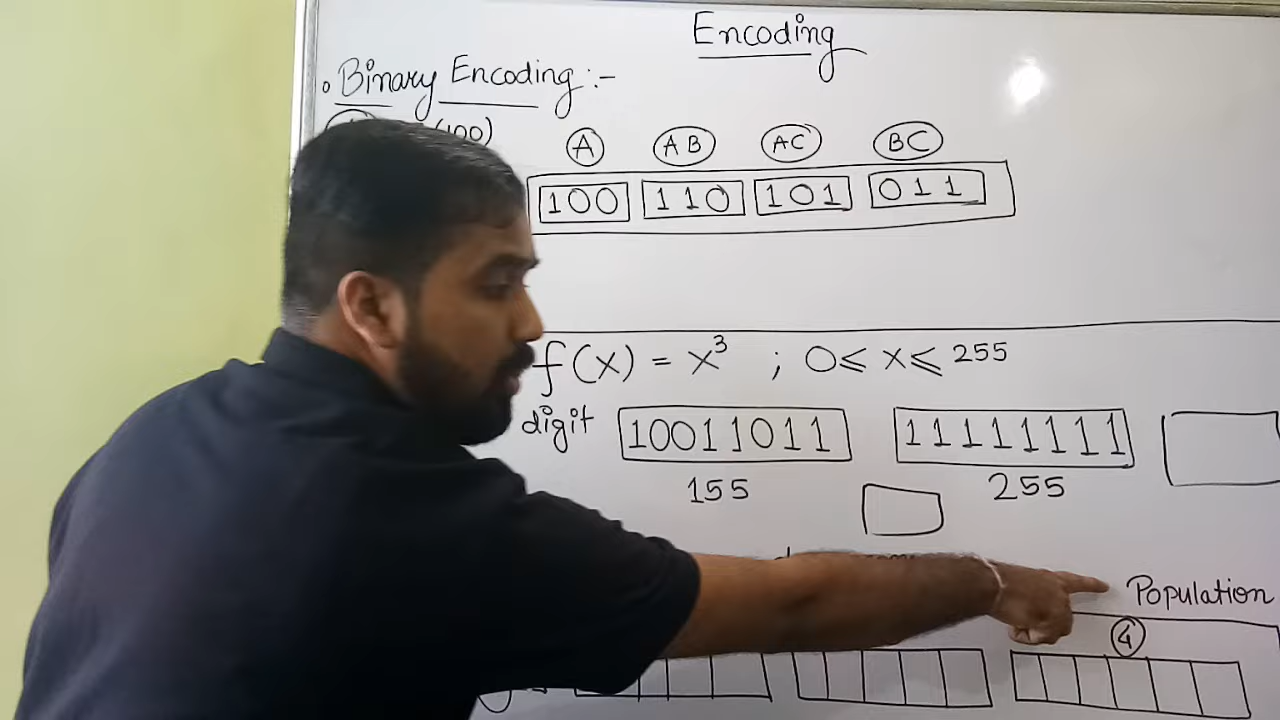 Encoding
Binary Encoding:-
(100)
A AB AC BC
100 110 101 011
f(x) = x³ ; 0 ≤ x ≤ 255
digit 10011011 11111111
155 255
Population
4